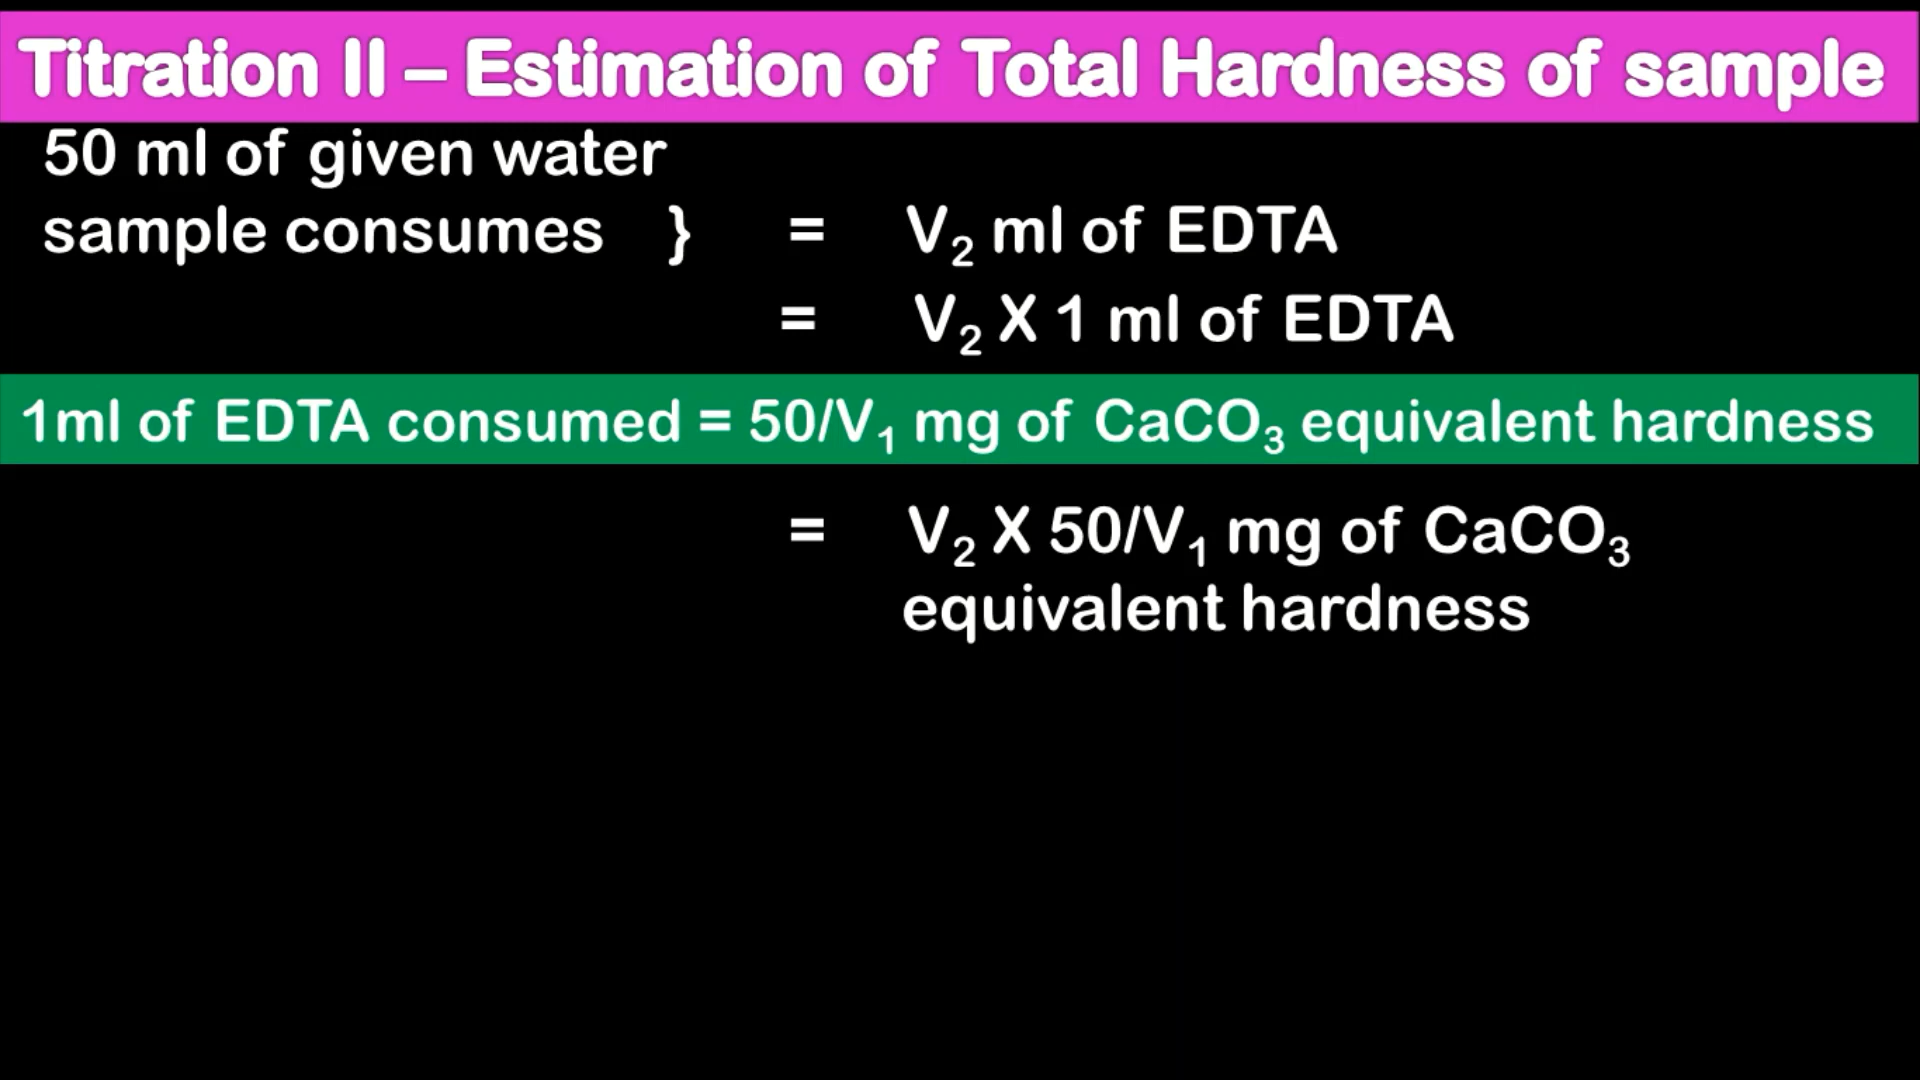 Titration II – Estimation of Total Hardness of sample
50 ml of given water
sample consumes } = V₂ ml of EDTA
= V₂ X 1 ml of EDTA
1ml of EDTA consumed = 50/V₁ mg of CaCO₃ equivalent hardness
= V₂ X 50/V₁ mg of CaCO₃
equivalent hardness